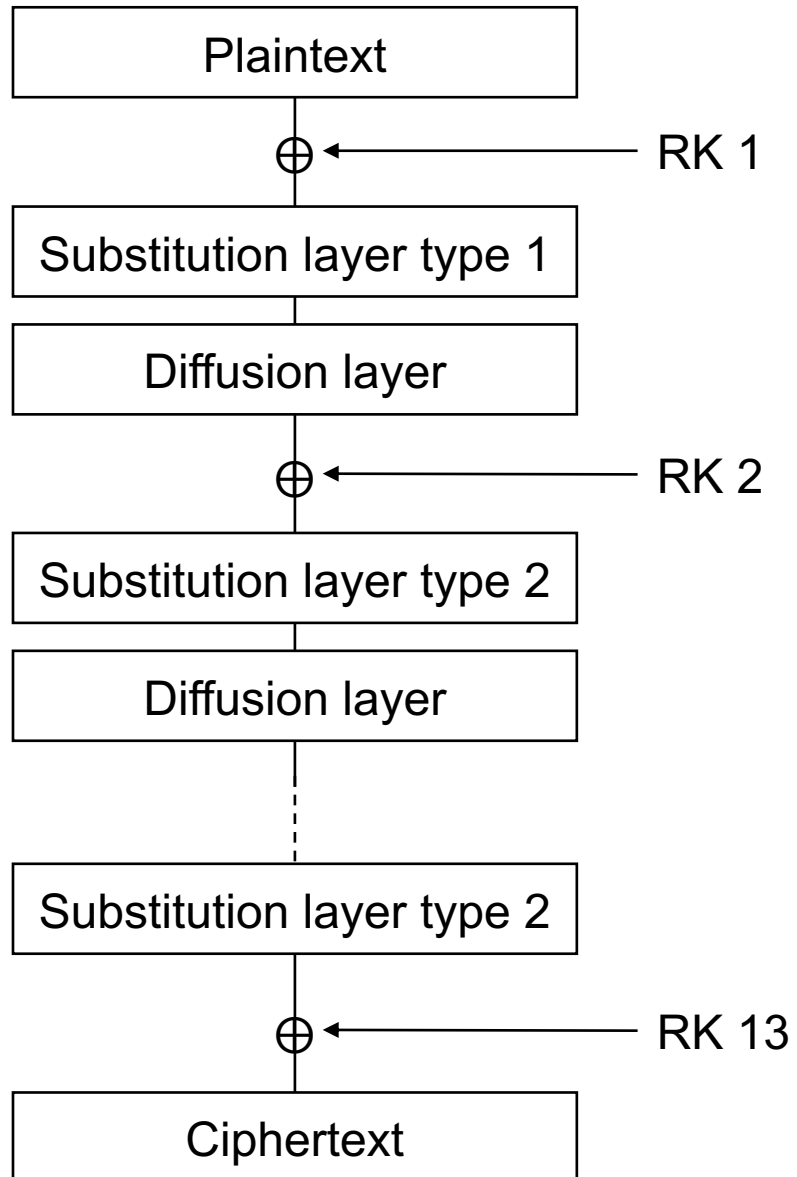 Plaintext
RK 1
Substitution layer type 1
Diffusion layer
RK 2
Substitution layer type 2
Diffusion layer
Substitution layer type 2
RK 13
Ciphertext